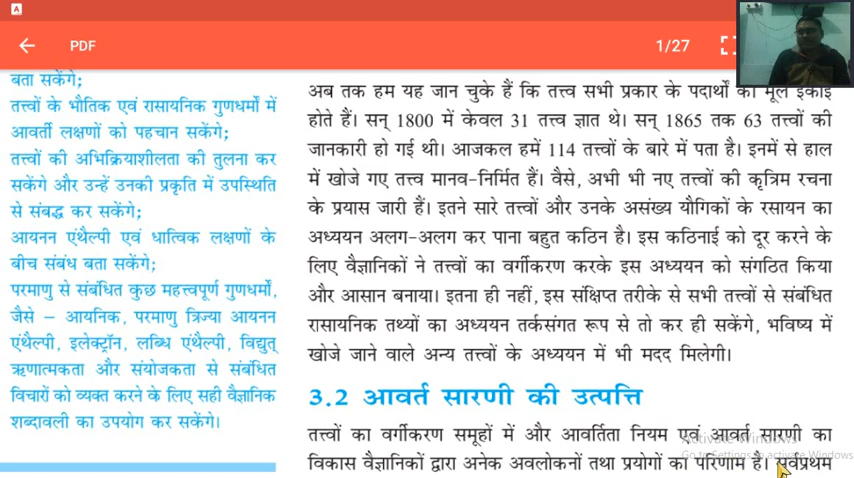 A
PDF
1/27
बता सकेंगे;
तत्त्वों के भौतिक एवं रासायनिक गुणधर्मों में
आवर्ती लक्षणों को पहचान सकेंगे;
तत्त्वों की अभिक्रियाशीलता की तुलना कर
सकेंगे और उन्हें उनकी प्रकृति में उपस्थिति
से संबद्ध कर सकेंगे;
आयनन एंथैल्पी एवं धात्विक लक्षणों के
बीच संबंध बता सकेंगे;
परमाणु से संबंधित कुछ महत्त्वपूर्ण गुणधर्मों,
जैसे – आयनिक, परमाणु त्रिज्या आयनन
एंथैल्पी, इलेक्ट्रॉन, लब्धि एंथैल्पी, विद्युत्
ऋणात्मकता और संयोजकता से संबंधित
विचारों को व्यक्त करने के लिए सही वैज्ञानिक
शब्दावली का उपयोग कर सकेंगे।
अब तक हम यह जान चुके हैं कि तत्त्व सभी प्रकार के पदार्थों की मूल इकाई
होते हैं। सन् 1800 में केवल 31 तत्त्व ज्ञात थे। सन् 1865 तक 63 तत्त्वों की
जानकारी हो गई थी। आजकल हमें 114 तत्त्वों के बारे में पता है। इनमें से हाल
में खोजे गए तत्त्व मानव-निर्मित हैं। वैसे, अभी भी नए तत्त्वों की कृत्रिम रचना
के प्रयास जारी हैं। इतने सारे तत्त्वों और उनके असंख्य यौगिकों के रसायन का
अध्ययन अलग-अलग कर पाना बहुत कठिन है। इस कठिनाई को दूर करने के
लिए वैज्ञानिकों ने तत्त्वों का वर्गीकरण करके इस अध्ययन को संगठित किया
और आसान बनाया। इतना ही नहीं, इस संक्षिप्त तरीके से सभी तत्त्वों से संबंधित
रासायनिक तथ्यों का अध्ययन तर्कसंगत रूप से तो कर ही सकेंगे, भविष्य में
खोजे जाने वाले अन्य तत्त्वों के अध्ययन में भी मदद मिलेगी।
3.2 आवर्त सारणी की उत्पत्ति
तत्त्वों का वर्गीकरण समूहों में और आवर्तिता नियम एवं आवर्त सारणी का
विकास वैज्ञानिकों द्वारा अनेक अवलोकनों तथा प्रयोगों का परिणाम है। सर्वप्रथम
Activate Windows
Go to Settings to activate Windows